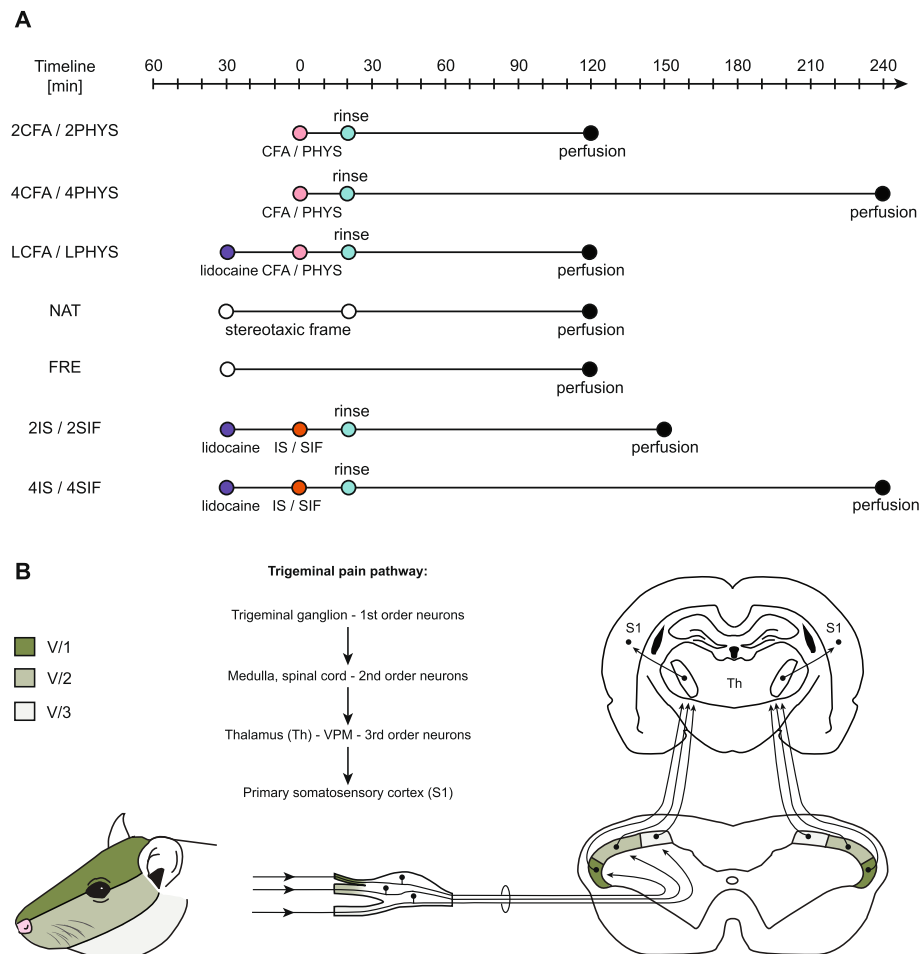 A
Timeline
[min]
60 30 0 30 60 90 120 150 180 210 240
2CFA / 2PHYS
rinse
CFA / PHYS
perfusion
4CFA / 4PHYS
rinse
CFA / PHYS
perfusion
LCFA / LPHYS
rinse
lidocaine CFA / PHYS
perfusion
NAT
stereotaxic frame
perfusion
FRE
perfusion
2IS / 2SIF
rinse
lidocaine IS / SIF
perfusion
4IS / 4SIF
rinse
lidocaine IS / SIF
perfusion
B
Trigeminal pain pathway:
Trigeminal ganglion - 1st order neurons
Medulla, spinal cord - 2nd order neurons
Thalamus (Th) - VPM - 3rd order neurons
Primary somatosensory cortex (S1)
V/1
V/2
V/3
S1 S1
Th